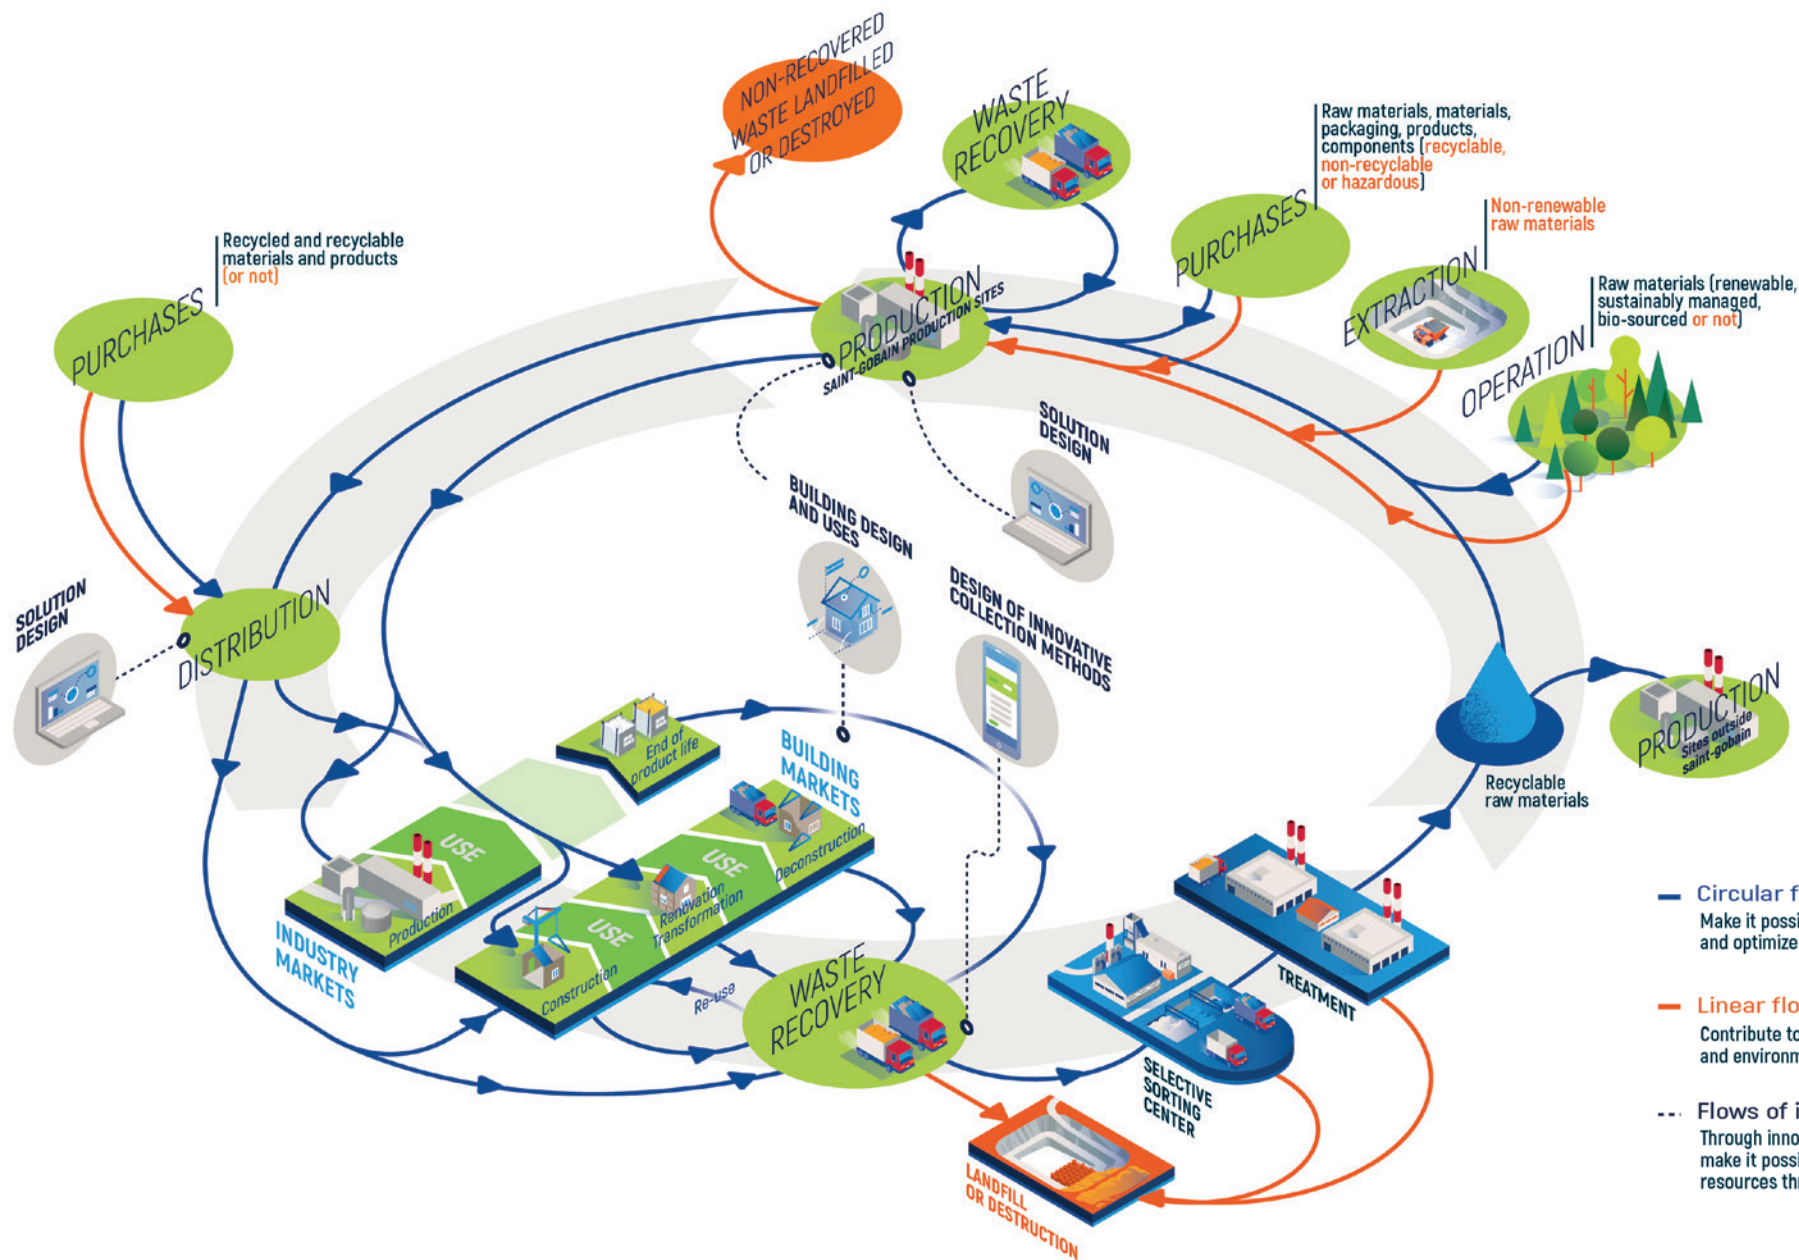 NON-RECOVERED
WASTE LANDFILLED
OR DESTROYED
WASTE
RECOVERY
Raw materials, materials,
packaging, products,
components (recyclable,
non-recyclable
or hazardous)
PURCHASES
Non-renewable
raw materials
EXTRACTION
Raw materials (renewable,
sustainably managed,
bio-sourced or not)
OPERATION
Recycled and recyclable
materials and products
(or not)
PURCHASES
PRODUCTION
SAINT-GOBAIN PRODUCTION SITES
SOLUTION
DESIGN
BUILDING DESIGN
AND USES
DESIGN OF INNOVATIVE
COLLECTION METHODS
SOLUTION
DESIGN
DISTRIBUTION
PRODUCTION
Sites outside
saint-gobain
Recyclable
raw materials
End of
product life
BUILDING
MARKETS
USE
Production
INDUSTRY
MARKETS
USE
Deconstruction
Renovation
Transformation
USE
Construction
Re-use
WASTE
RECOVERY
TREATMENT
SELECTIVE
SORTING
CENTER
LANDFILL
OR DESTRUCTION
Circular f
Make it possi
and optimize
Linear flo
Contribute to
and environm
Flows of i
Through inno
make it possi
resources thr